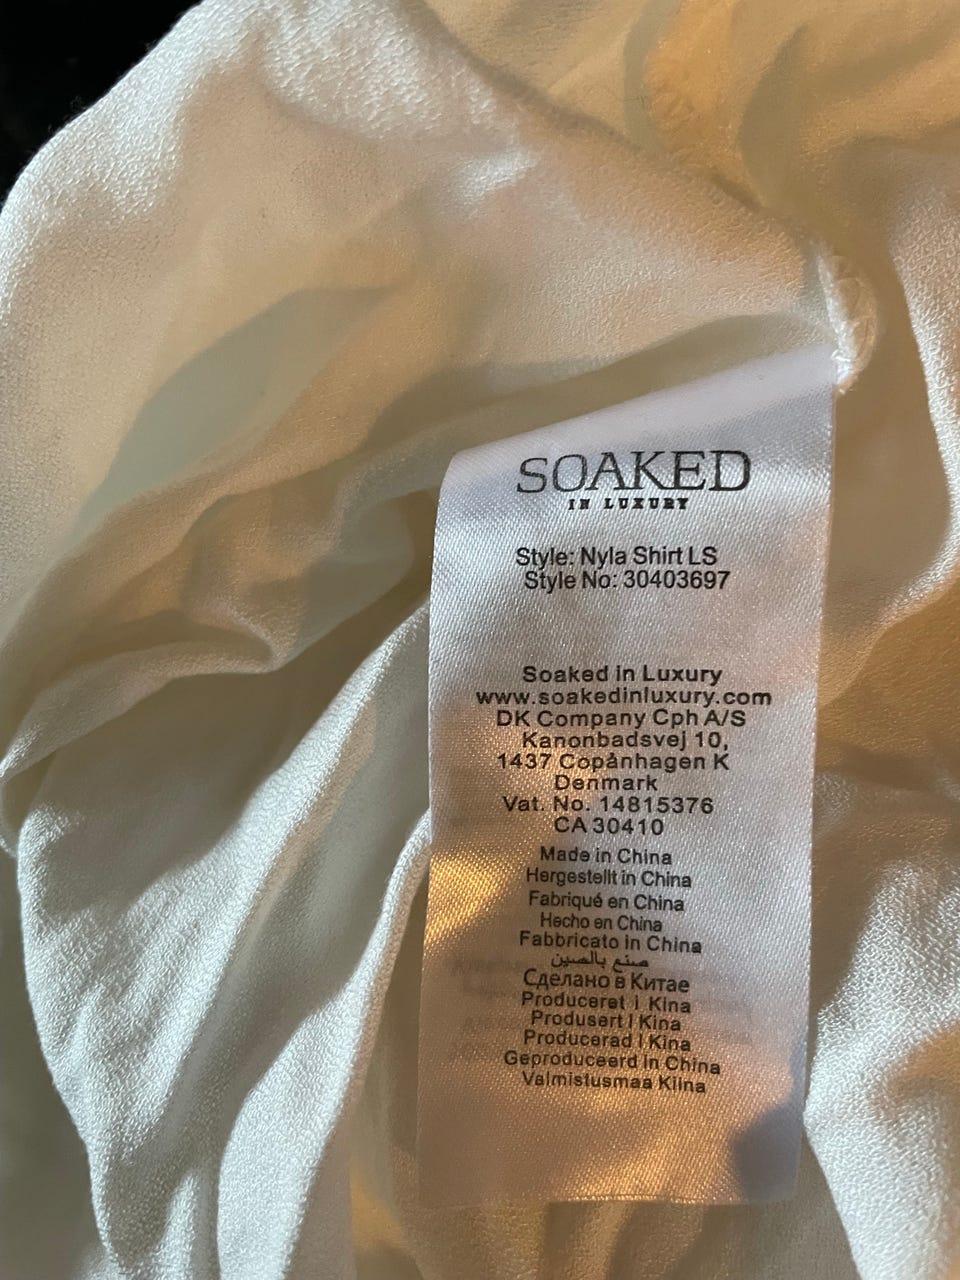 SOAKED
IN LUXURY
Style: Nyla Shirt LS
Style No: 30403697
Soaked in Luxury
www.soakedinluxury.com
DK Company Cph A/S
Kanonbadsvej 10,
1437 Copånhagen K
Denmark
Vat. No. 14815376
CA 30410
Made in China
Hergestellt in China
Fabriqué en China
Hecho en China
Fabbricato in China
صنع بالصين
Сделано в Китае
Produceret i Kina
Produsert i Kina
Producerad i Kina
Geproduceerd in China
Valmistusmaa Kiina